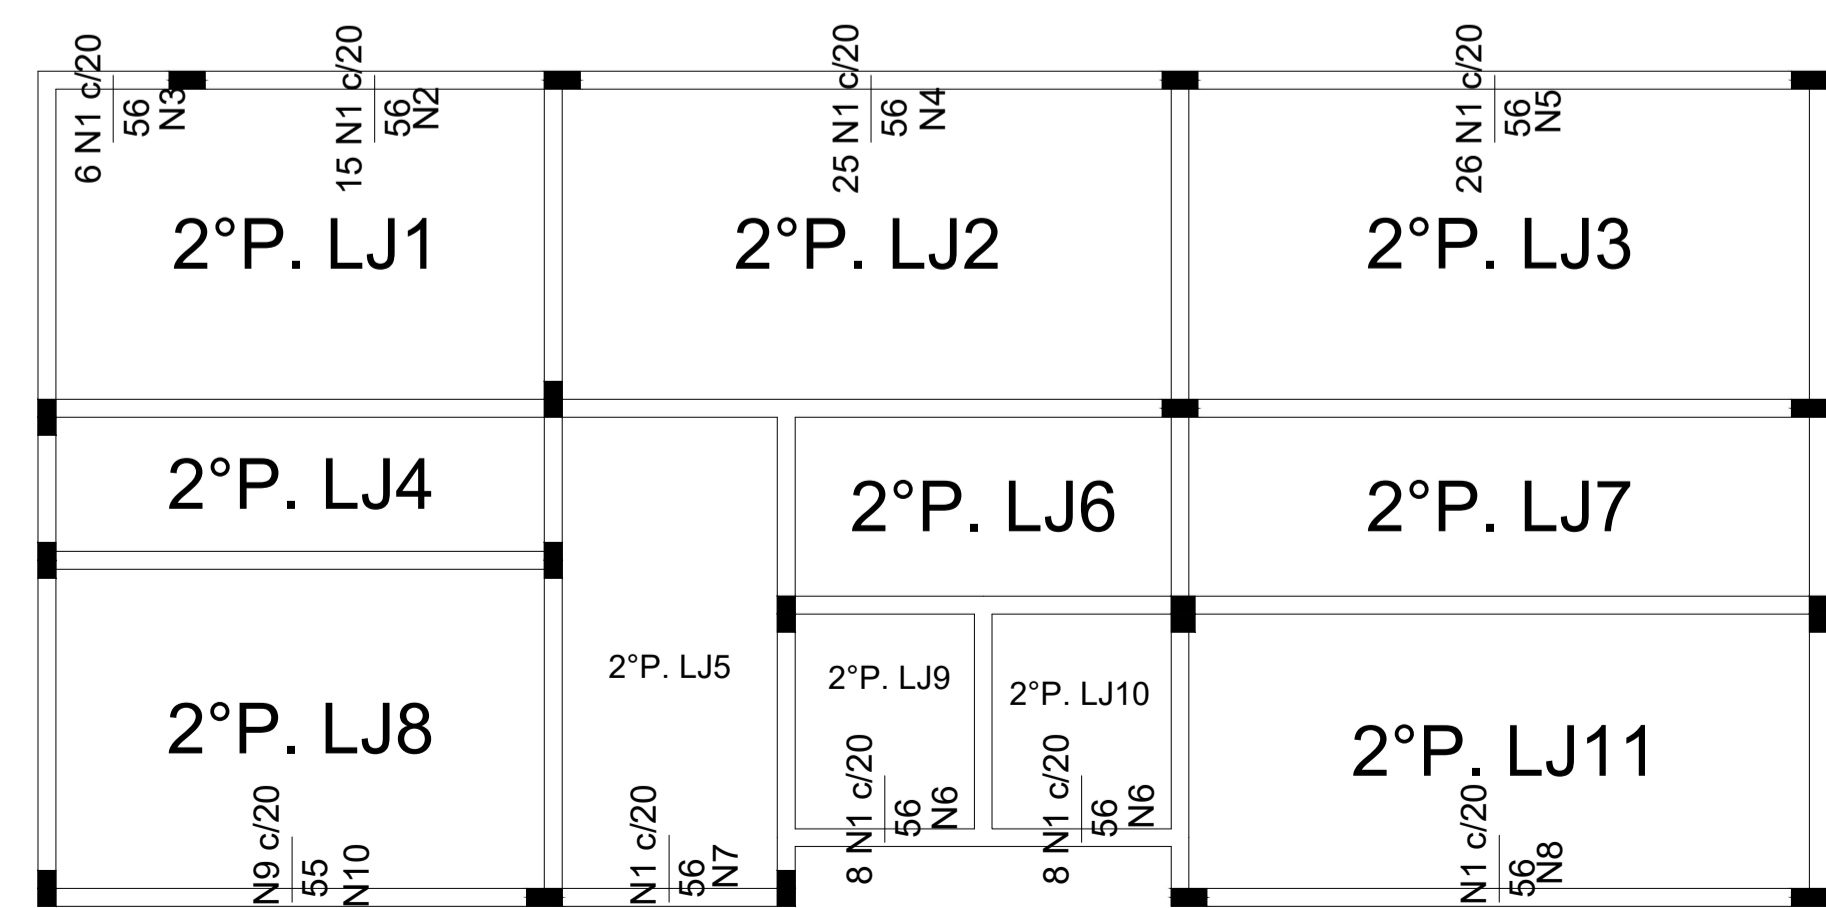 6 N1 c/20
56
N3
15 N1 c/20
56
N2
25 N1 c/20
56
N4
26 N1 c/20
56
N5
2°P. LJ1
2°P. LJ2
2°P. LJ3
2°P. LJ4
2°P. LJ6
2°P. LJ7
2°P. LJ5
2°P. LJ9
2°P. LJ10
2°P. LJ8
2°P. LJ11
N9 c/20
55
N10
N1 c/20
56
N7
8 N1 c/20
56
N6
8 N1 c/20
56
N6
N1 c/20
56
N8